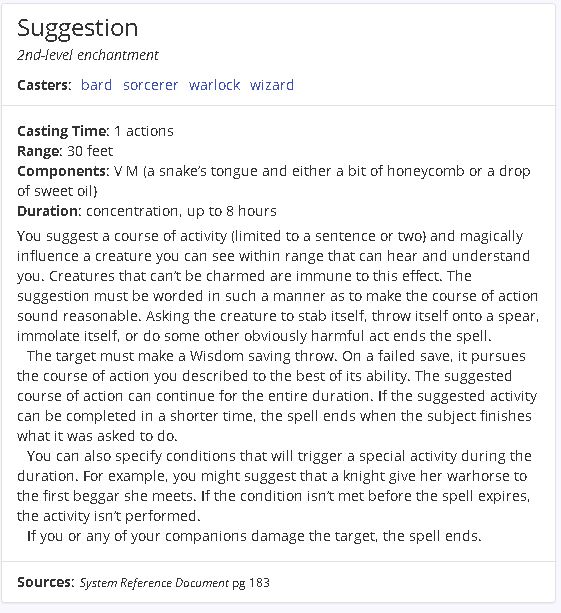 Suggestion
2nd-level enchantment
Casters: bard sorcerer warlock wizard
Casting Time: 1 actions
Range: 30 feet
Components: V M (a snake's tongue and either a bit of honeycomb or a drop
of sweet oil)
Duration: concentration, up to 8 hours
You suggest a course of activity (limited to a sentence or two) and magically
influence a creature you can see within range that can hear and understand
you. Creatures that can't be charmed are immune to this effect. The
suggestion must be worded in such a manner as to make the course of action
sound reasonable. Asking the creature to stab itself, throw itself onto a spear,
immolate itself, or do some other obviously harmful act ends the spell.
The target must make a Wisdom saving throw. On a failed save, it pursues
the course of action you described to the best of its ability. The suggested
course of action can continue for the entire duration. If the suggested activity
can be completed in a shorter time, the spell ends when the subject finishes
what it was asked to do.
You can also specify conditions that will trigger a special activity during the
duration. For example, you might suggest that a knight give her warhorse to
the first beggar she meets. If the condition isn't met before the spell expires,
the activity isn't performed.
If you or any of your companions damage the target, the spell ends.
Sources: System Reference Document pg 183